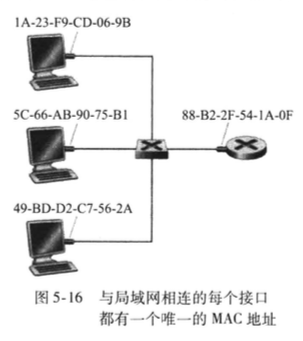 1A-23-F9-CD-06-9B
5C-66-AB-90-75-B1
88-B2-2F-54-1A-0F
49-BD-D2-C7-56-2A
图 5-16 与局域网相连的每个接口
都有一个唯一的 MAC 地址